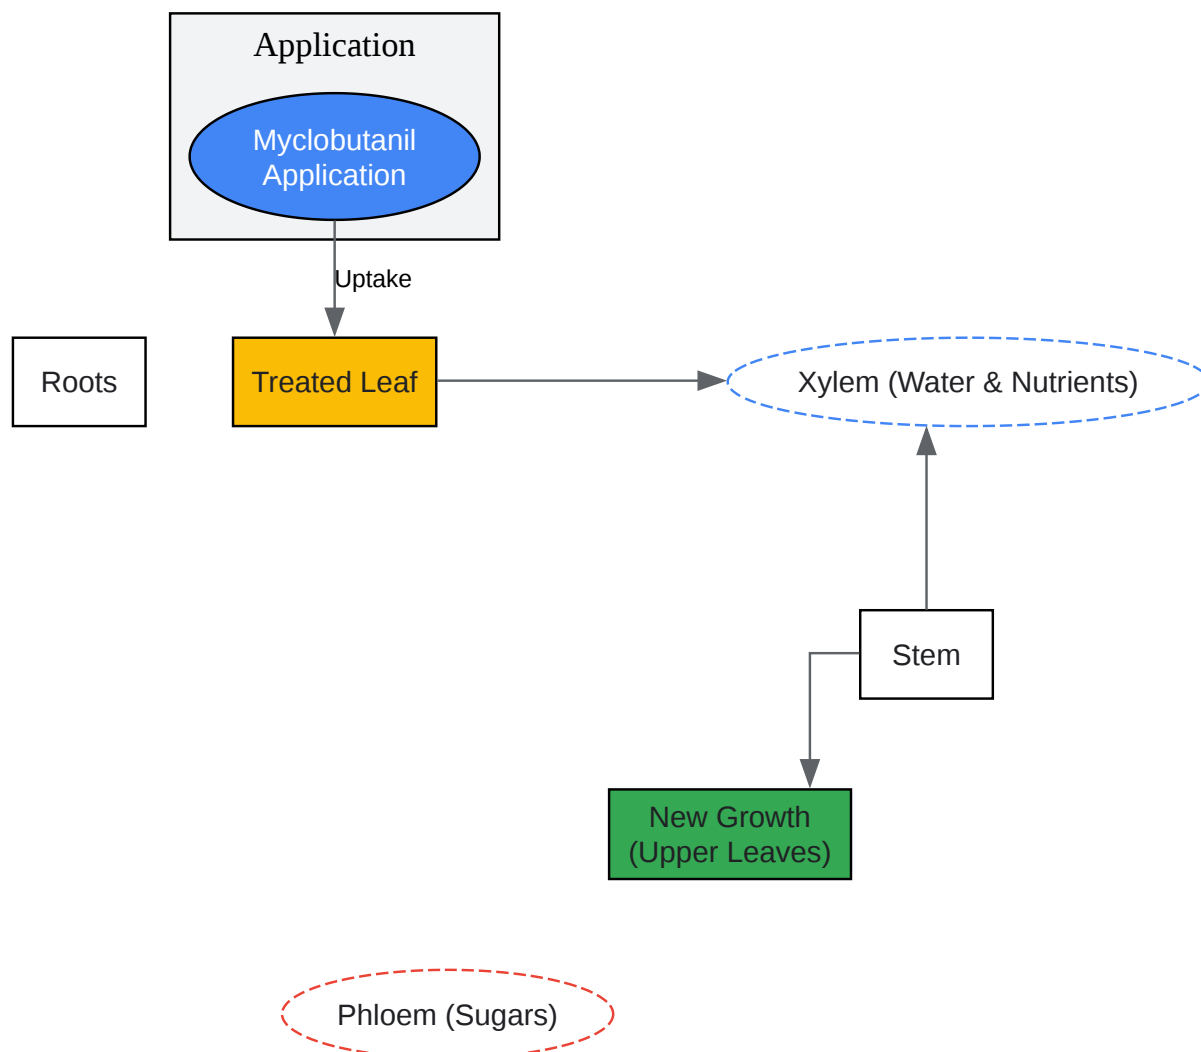 Application
Myclobutanil
Application
Uptake
Roots
Treated Leaf
Xylem (Water & Nutrients)
Stem
New Growth
(Upper Leaves)
Phloem (Sugars)